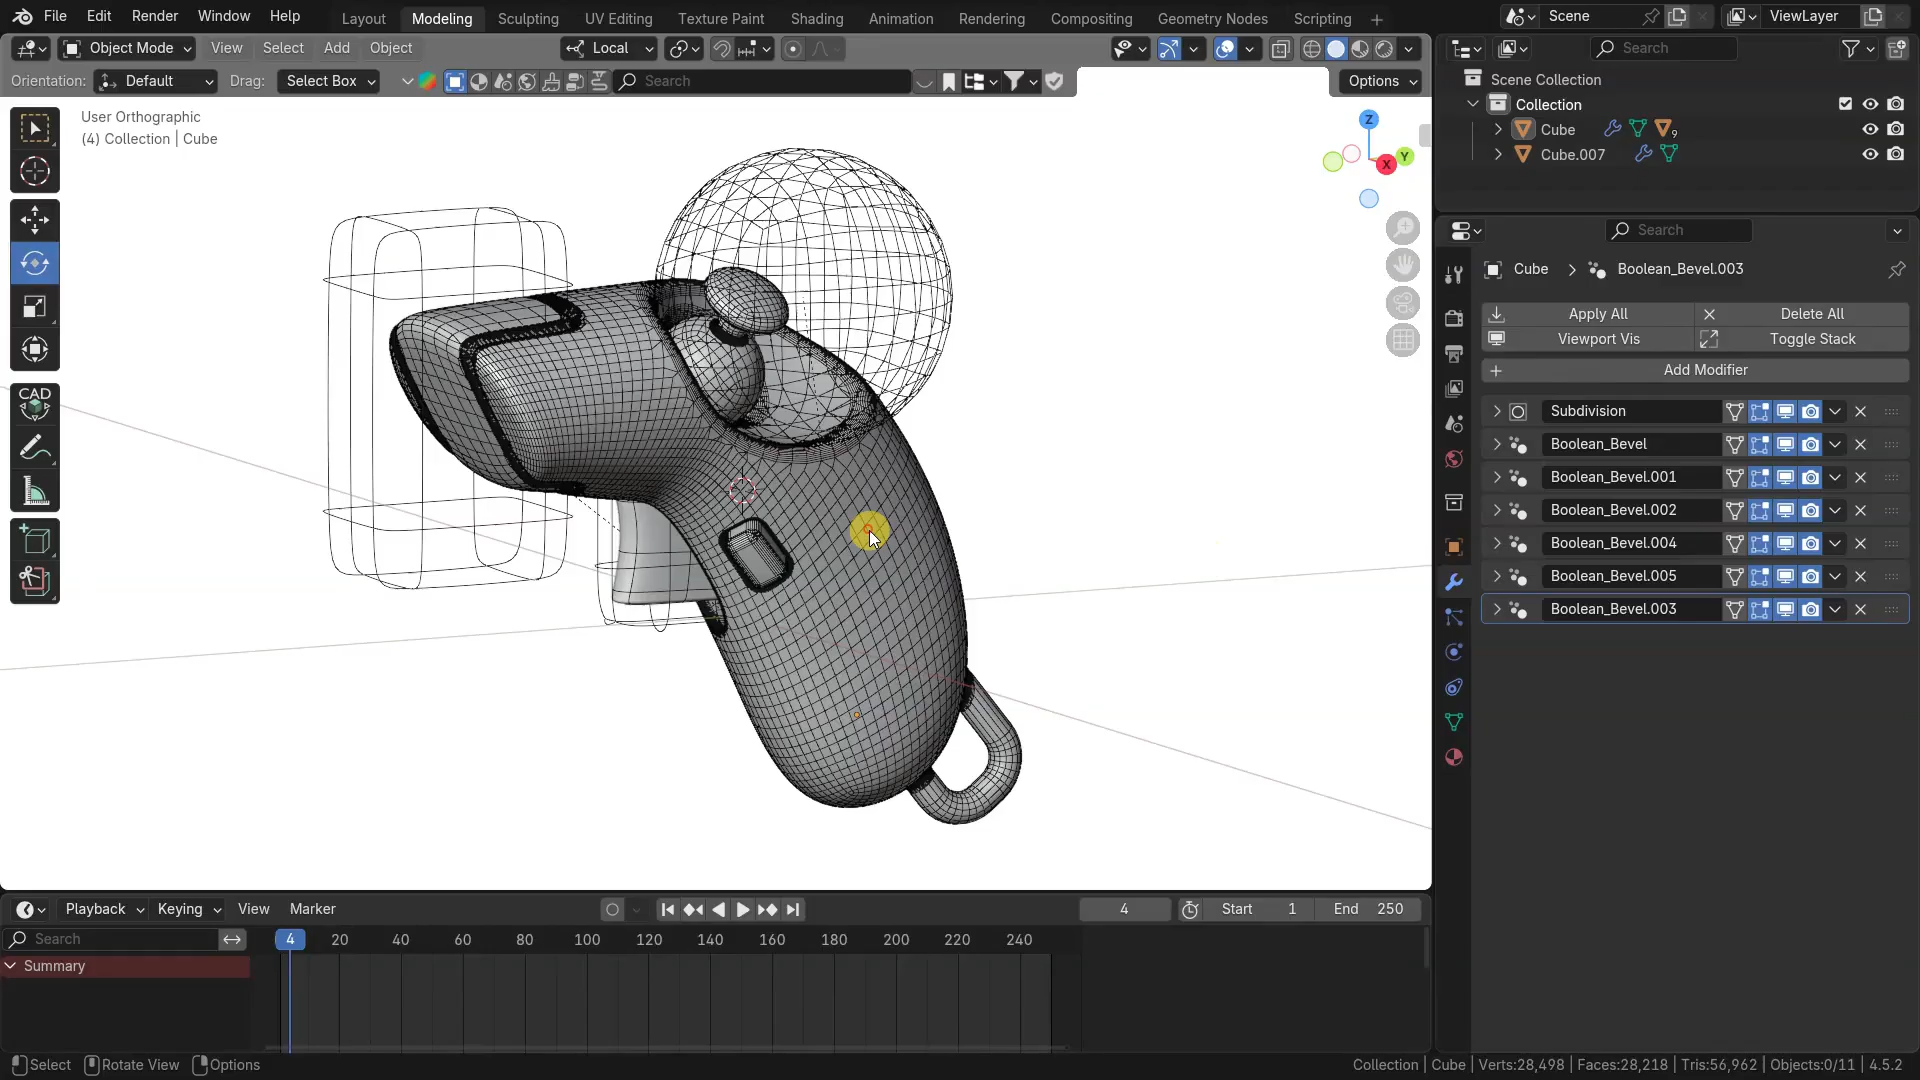 File Edit Render Window Help
Layout Modeling Sculpting UV Editing Texture Paint Shading Animation Rendering Compositing Geometry Nodes Scripting
Scene
ViewLayer
Object Mode View Select Add Object
Local
Orientation: Default Drag: Select Box
Search
Options
User Orthographic
(4) Collection | Cube
Z
Y
X
CAD
Search
Scene Collection
Collection
Cube
9
Cube.007
Search
Cube
Boolean_Bevel.003
Apply All
Delete All
Viewport Vis
Toggle Stack
Add Modifier
Subdivision
Boolean_Bevel
Boolean_Bevel.001
Boolean_Bevel.002
Boolean_Bevel.004
Boolean_Bevel.005
Boolean_Bevel.003
Playback Keying View Marker
4
Start 1
End 250
Search
4 20 40 60 80 100 120 140 160 180 200 220 240
Summary
Select Rotate View Options
Collection | Cube | Verts:28,498 | Faces:28,218 | Tris:56,962 | Objects:0/11 | 4.5.2